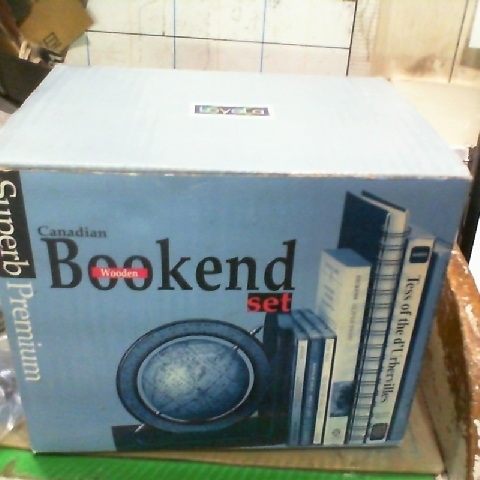 Canadian
Bookend
Wooden
set
Superb Premium
Tess of the d'Urbervilles